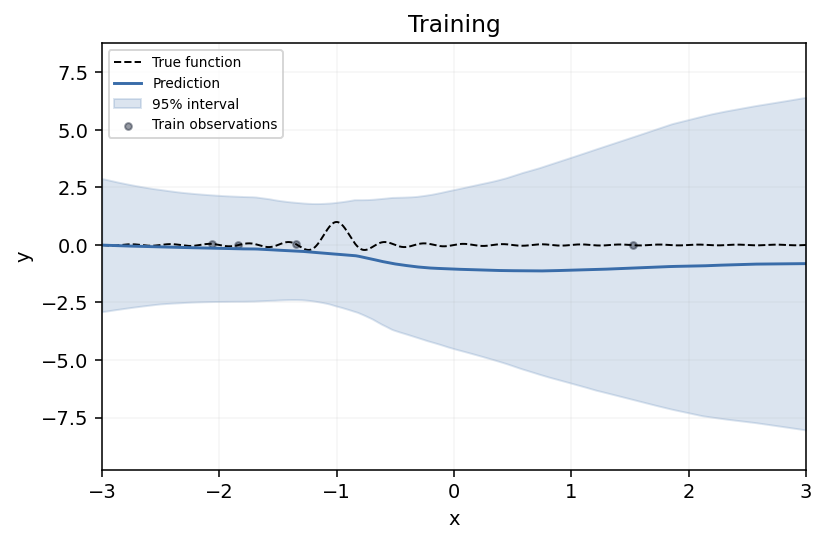 Training
True function
Prediction
95% interval
Train observations
7.5
5.0
2.5
0.0
−2.5
−5.0
−7.5
y
−3 −2 −1 0 1 2 3
x